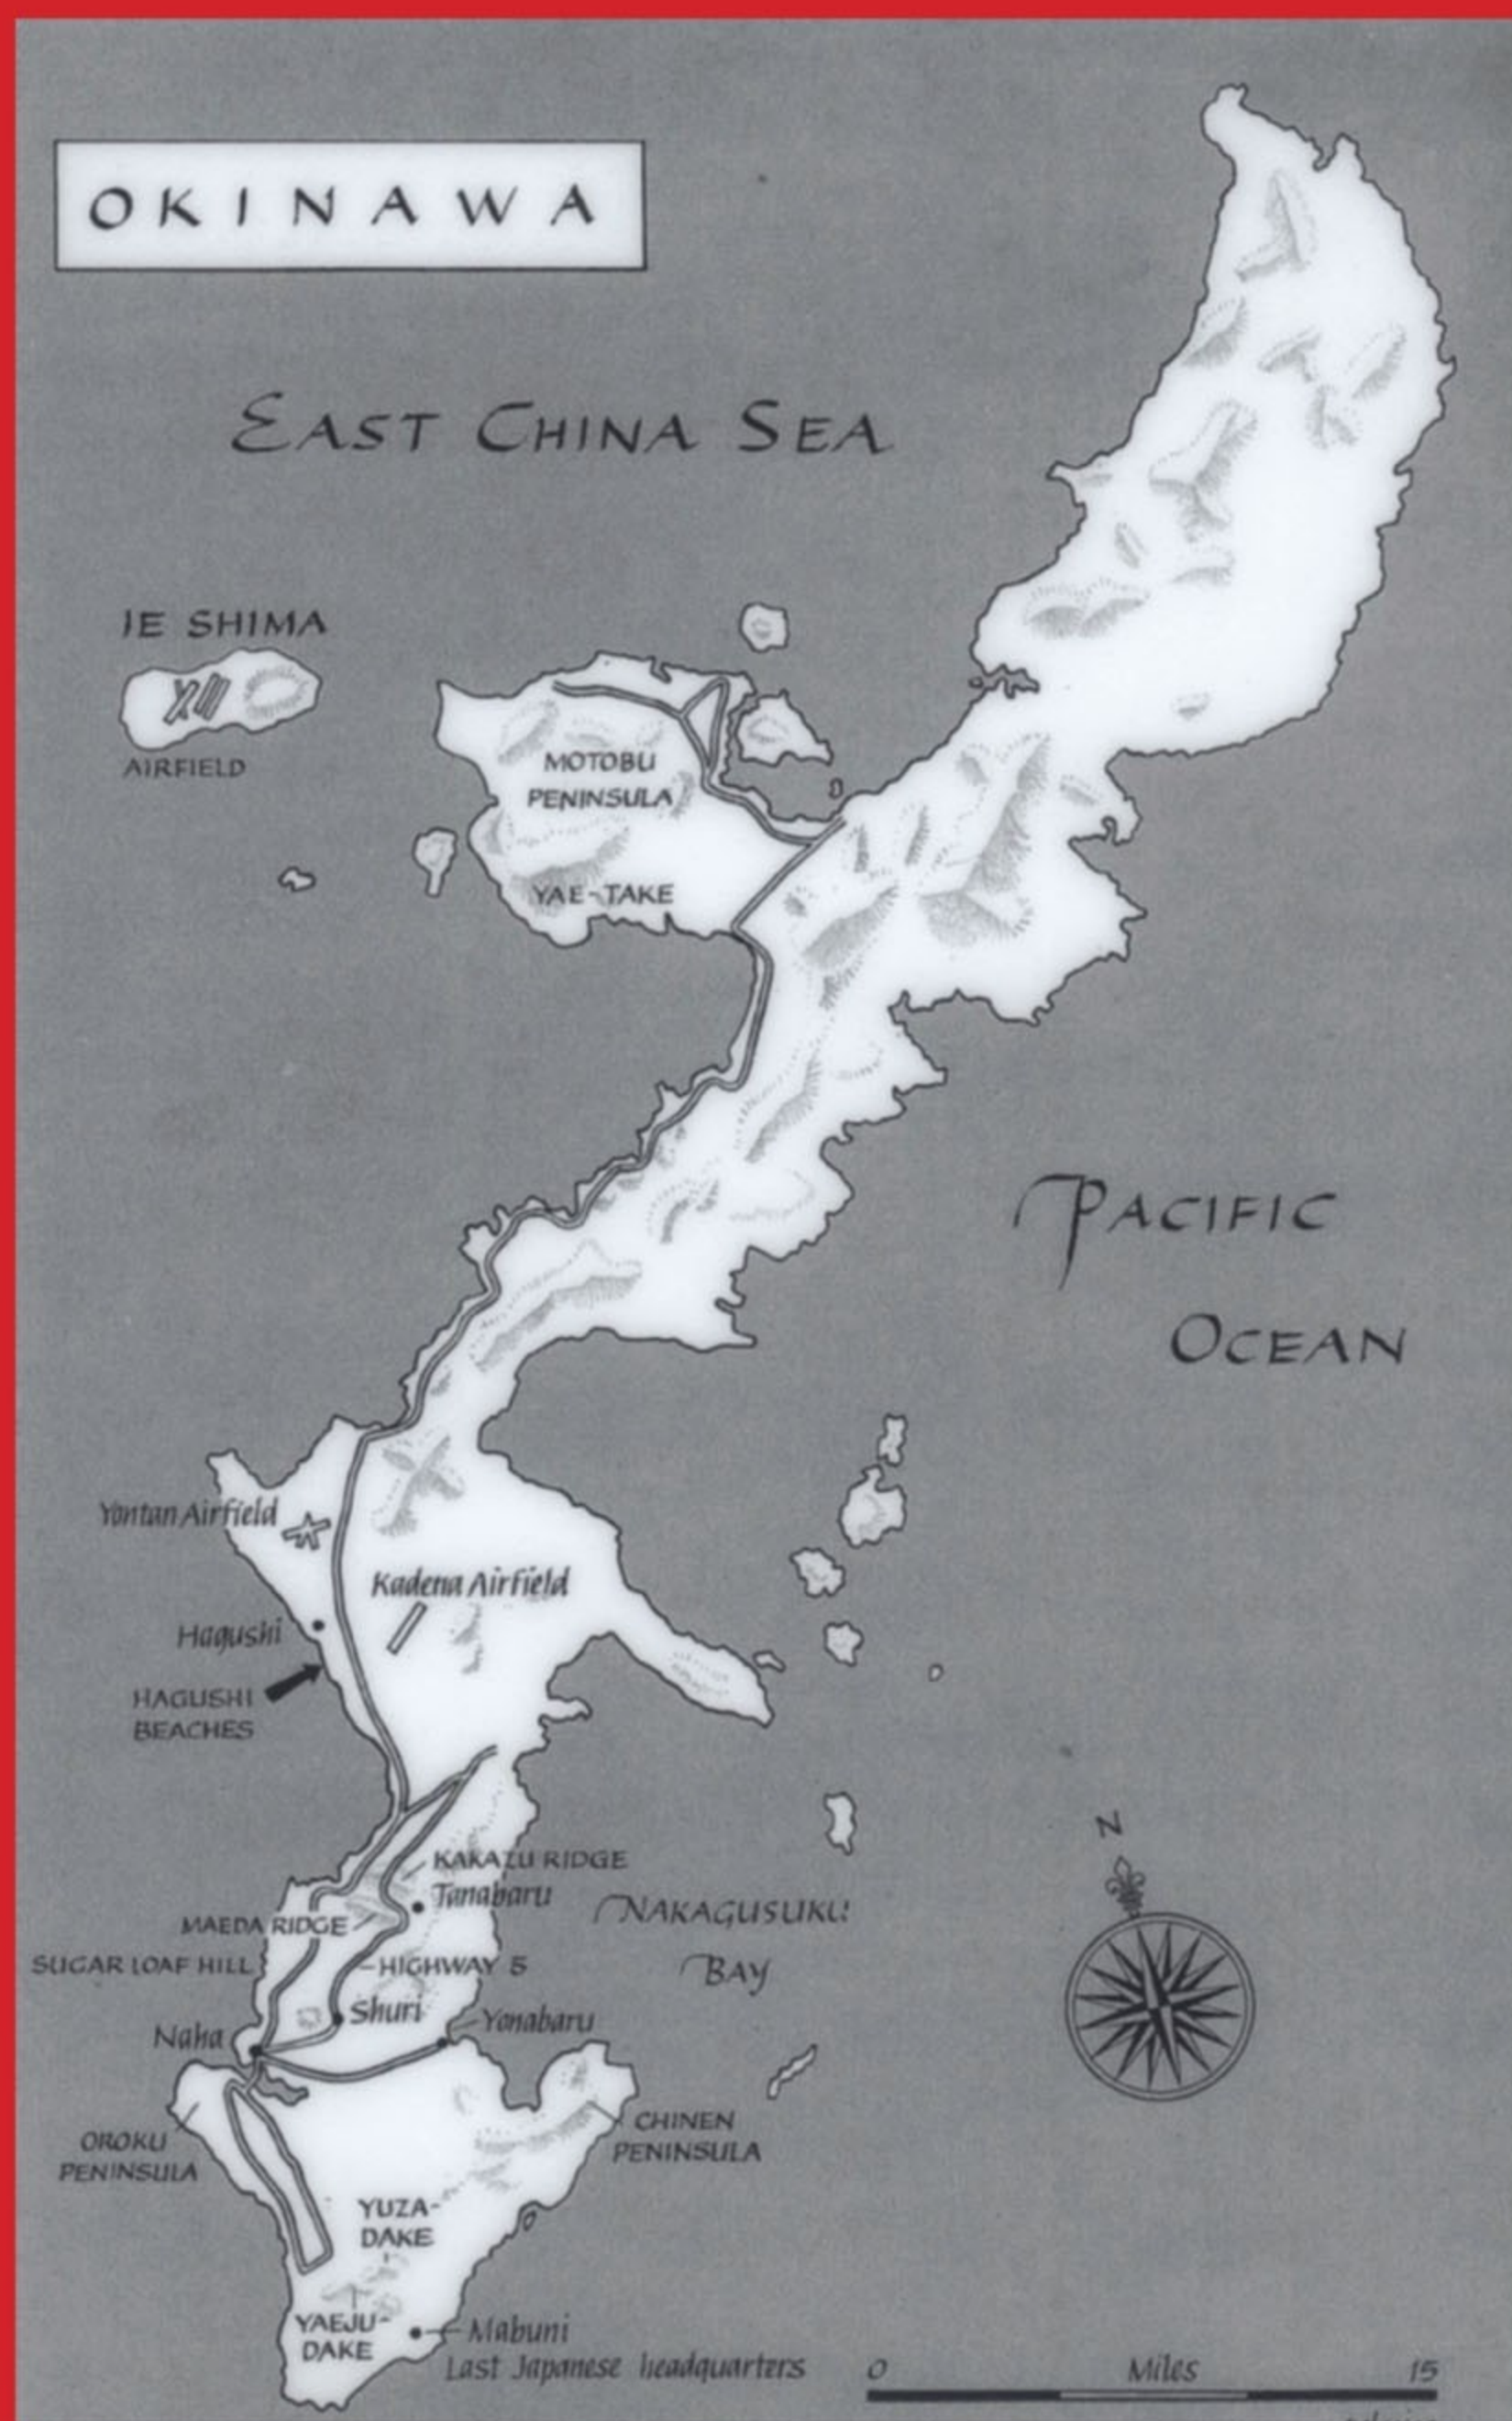 OKINAWA
EAST CHINA SEA
IE SHIMA
AIRFIELD
MOTOBU
PENINSULA
YAE-TAKE
PACIFIC
OCEAN
Yontan Airfield
Kadena Airfield
Hagushi
HAGUSHI
BEACHES
N
KAKAZU RIDGE
Tanabaru
MAEDA RIDGE
NAKAGUSUKU
BAY
SUGAR LOAF HILL
HIGHWAY 5
Shuri
Yonabaru
Naha
OROKU
PENINSULA
CHINEN
PENINSULA
YUZA-
DAKE
YAEJU-
DAKE
Mabuni
Last Japanese headquarters
0 Miles 15